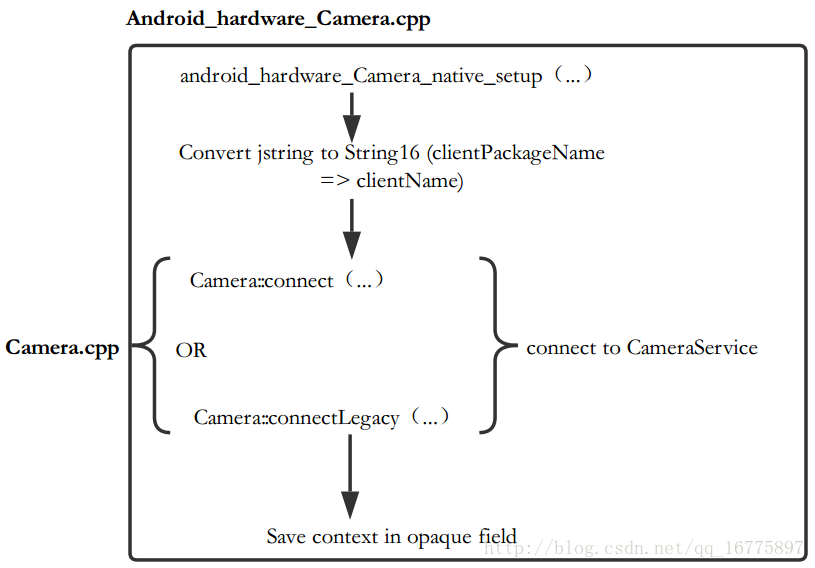 Android_hardware_Camera.cpp
android_hardware_Camera_native_setup（...）
Convert jstring to String16 (clientPackageName
=> clientName)
Camera::connect（...）
Camera.cpp
OR
connect to CameraService
Camera::connectLegacy（...）
Save context in opaque field
http://blog.csdn.net/qq_16775897